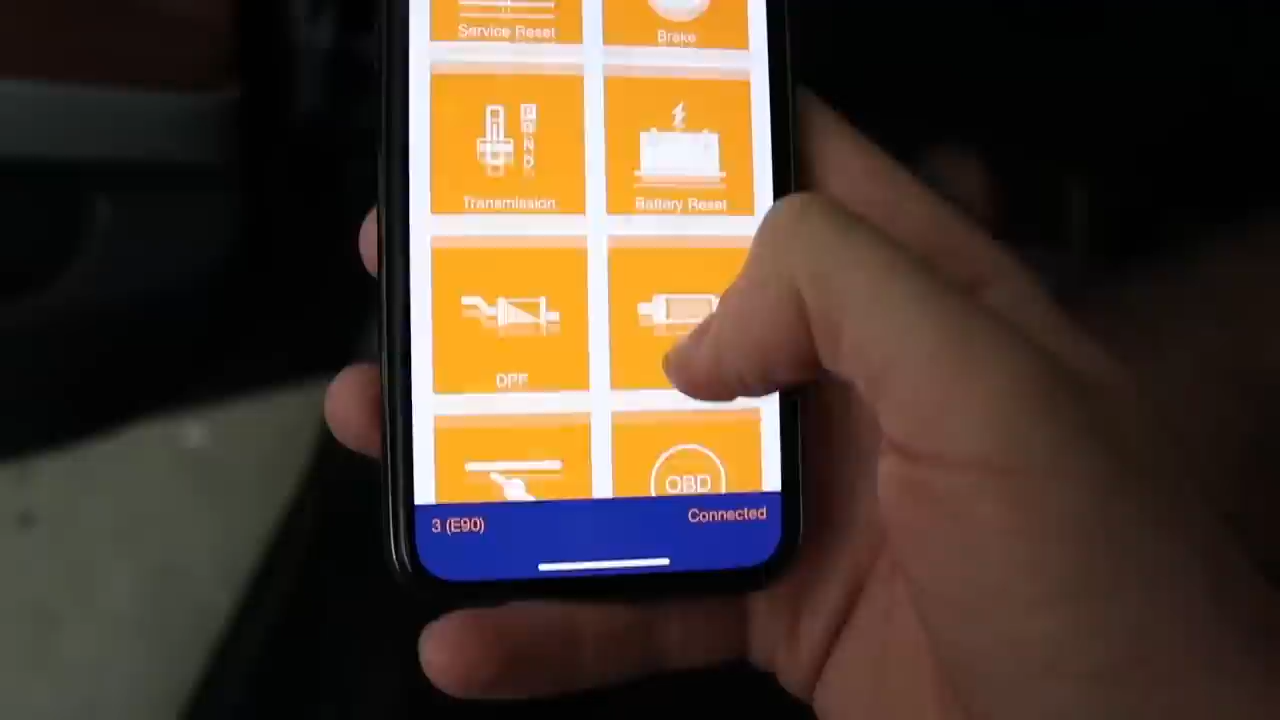 Service Reset
Brake
P
R
N
D
Transmission
Battery Reset
DPF
OBD
3 (E90)
Connected